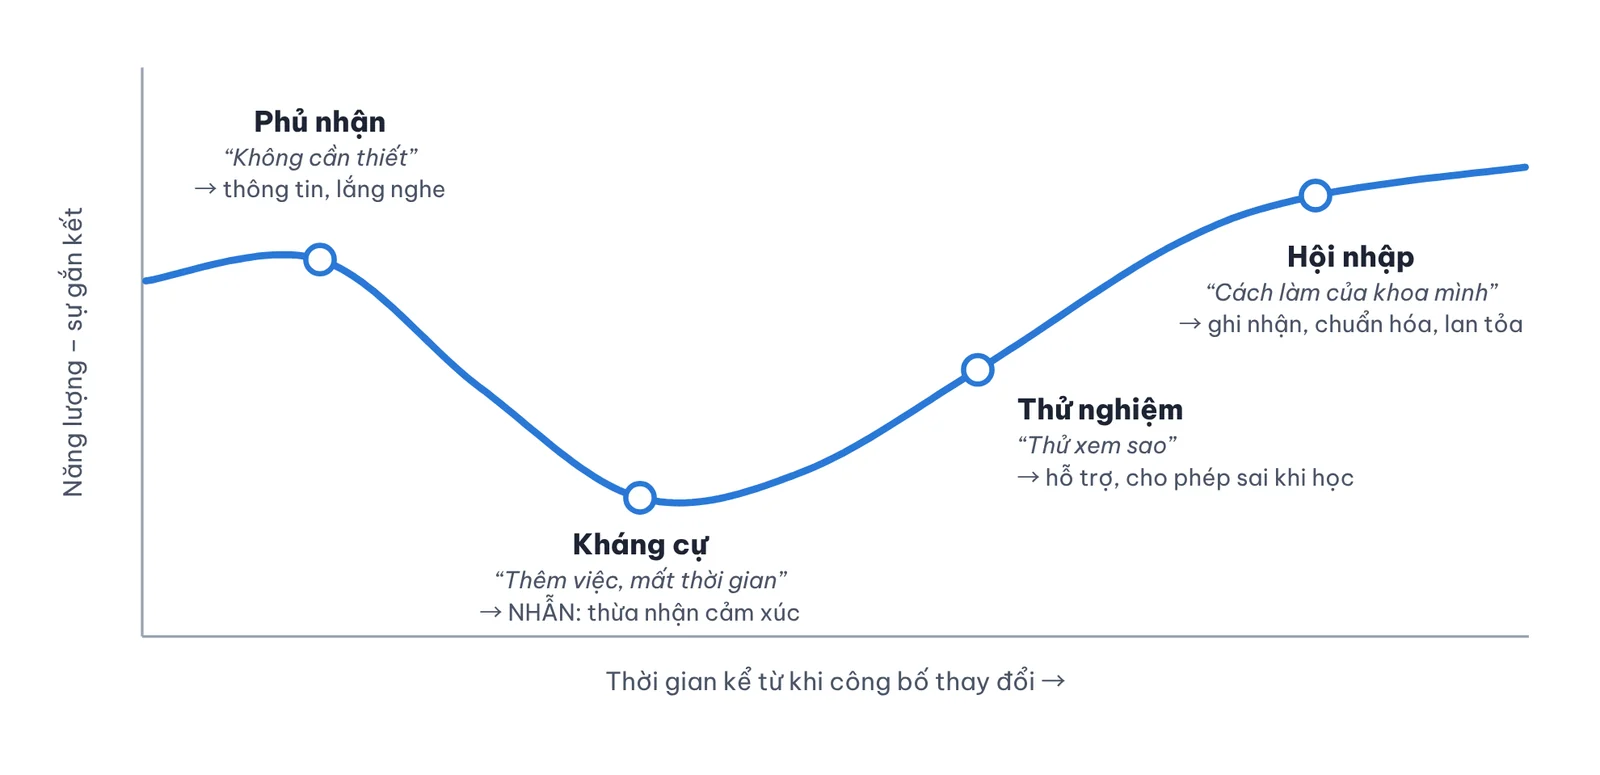 Phủ nhận
“Không cần thiết”
→ thông tin, lắng nghe
Năng lượng – sự gắn kết
Kháng cự
“Thêm việc, mất thời gian”
→ NHẪN: thừa nhận cảm xúc
Thử nghiệm
“Thử xem sao”
→ hỗ trợ, cho phép sai khi học
Hội nhập
“Cách làm của khoa mình”
→ ghi nhận, chuẩn hóa, lan tỏa
Thời gian kể từ khi công bố thay đổi →